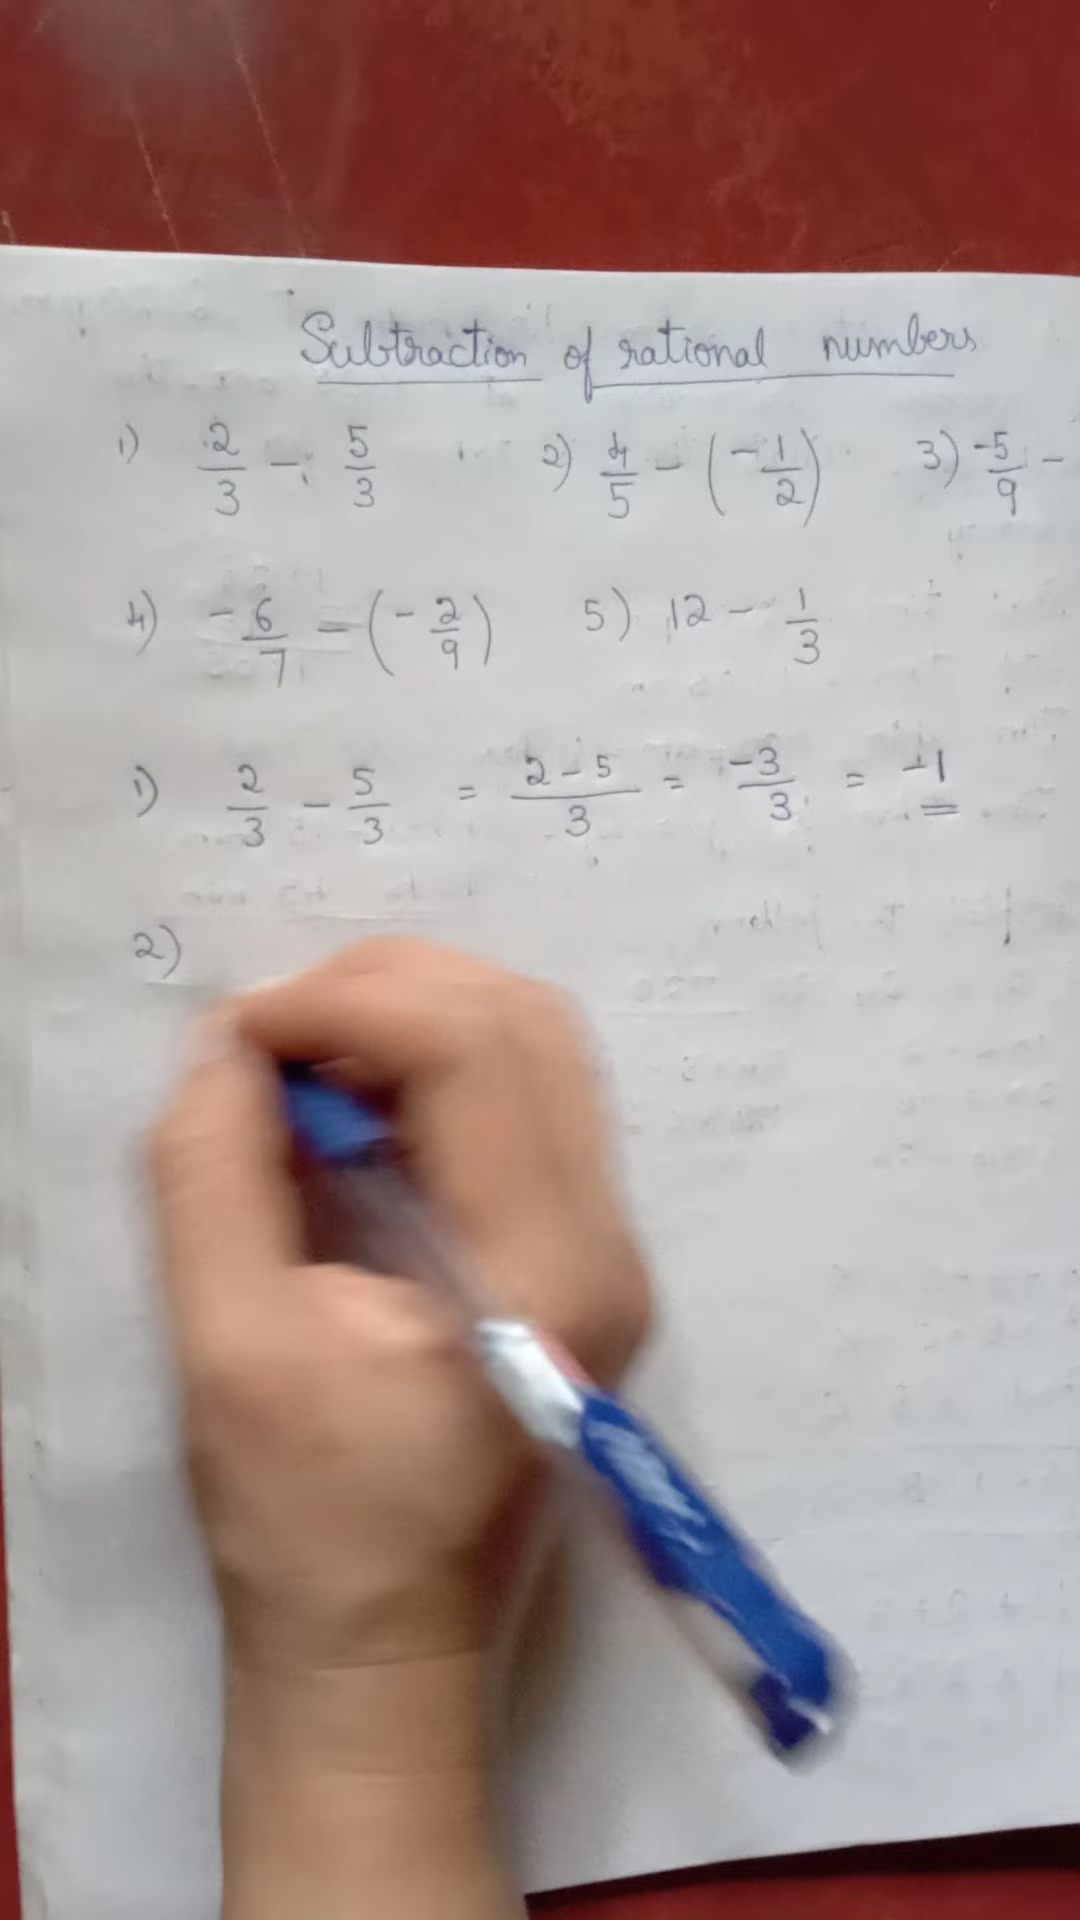 Subtraction of rational numbers
1) 2/3 - 5/3 2) 4/5 - (-1/2) 3) -5/9 -
4) -6/7 - (-2/9) 5) 12 - 1/3
1) 2/3 - 5/3 = 2-5/3 = -3/3 = -1
2)